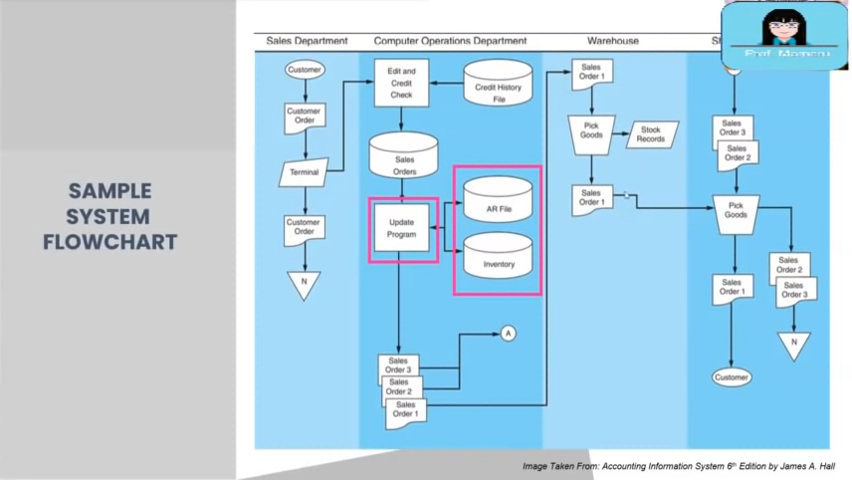 SAMPLE
SYSTEM
FLOWCHART
Sales Department
Customer
Customer
Order
Terminal
Customer
Order
N
Computer Operations Department
Edit and
Credit
Check
Credit History
File
Sales
Orders
Update
Program
AR File
Inventory
A
Sales
Order 3
Sales
Order 2
Sales
Order 1
Warehouse
Sales
Order 1
Pick
Goods
Stock
Records
Sales
Order 1
Sales
Order 3
Sales
Order 2
Pick
Goods
Sales
Order 1
Sales
Order 2
Sales
Order 3
N
Customer
Image Taken From: Accounting Information System 6th Edition by James A. Hall